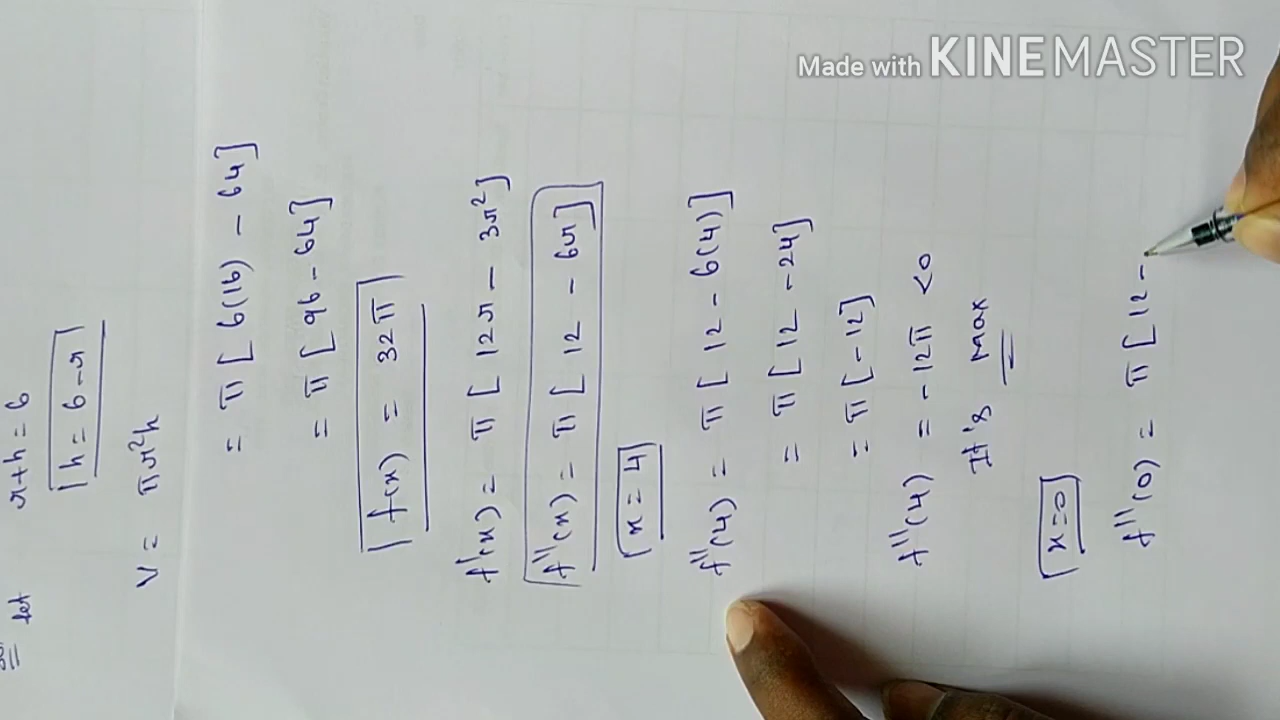 let r+h = 6
h = 6-r
V = πr²h
= π[6(16) - 64]
= π[96 - 64]
f(x) = 32π
f'(x) = π[12r - 3r²]
f''(x) = π[12 - 6r]
x = 4
f''(4) = π[12 - 6(4)]
= π[12 - 24]
= π[-12]
f''(4) = -12π <0
It's max
x=0
f''(0) = π[12 -
Made with KINEMASTER